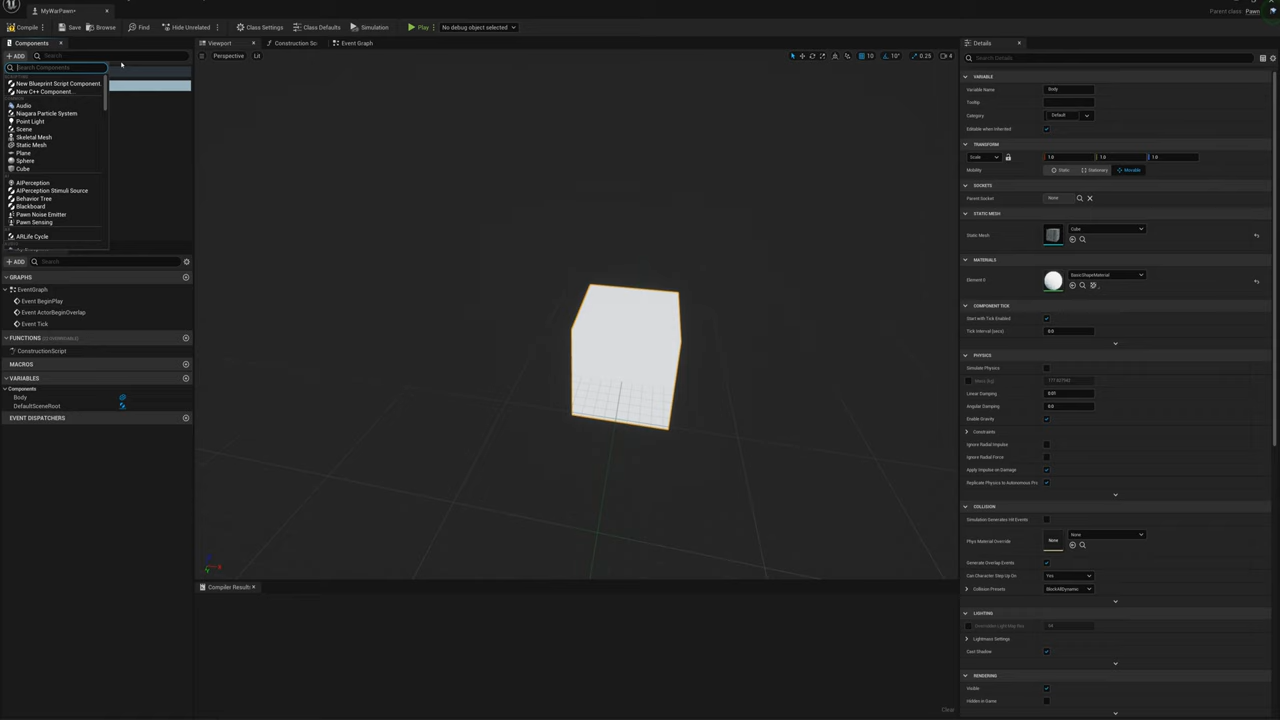 MyWarPawn*
×
Parent class: Pawn
Compile
Save
Browse
Find
Hide Unrelated
Class Settings
Class Defaults
Simulation
Play
No debug object selected
Components ×
+ ADD
Search
Search Components
New Blueprint Script Component...
New C++ Component...
Audio
Niagara Particle System
Point Light
Scene
Skeletal Mesh
Static Mesh
Plane
Sphere
Cube
AIPerception
AIPerception Stimuli Source
Behavior Tree
Blackboard
Pawn Noise Emitter
Pawn Sensing
ARLife Cycle
+ ADD
Search
GRAPHS
EventGraph
Event BeginPlay
Event ActorBeginOverlap
Event Tick
FUNCTIONS
ConstructionScript
MACROS
VARIABLES
Components
Body
DefaultSceneRoot
EVENT DISPATCHERS
Viewport
Construction Sc
Event Graph
Perspective
Lit
10
10°
0.25
4
Compiler Results ×
Clear
Details ×
Search Details
VARIABLE
Variable Name Body
Tooltip
Category Default
Editable when Inherited
TRANSFORM
Scale 1.0 1.0 1.0
Mobility Static Stationary Movable
SOCKETS
Parent Socket None
STATIC MESH
Static Mesh Cube
MATERIALS
Element 0 BasicShapeMaterial
COMPONENT TICK
Start with Tick Enabled
Tick Interval (secs) 0.0
PHYSICS
Simulate Physics
Mass (kg)
Linear Damping 0.01
Angular Damping 0.0
Enable Gravity
Constraints
Ignore Radial Impulse
Ignore Radial Force
Apply Impulse on Damage
Replicate Physics to Autonomous Pro
COLLISION
Simulation Generates Hit Events
Phys Material Override None None
Generate Overlap Events
Can Character Step Up On Yes
Collision Presets BlockAllDynamic
LIGHTING
Overridden Light Map Res 64
Lightmass Settings
Cast Shadow
RENDERING
Visible
Hidden in Game